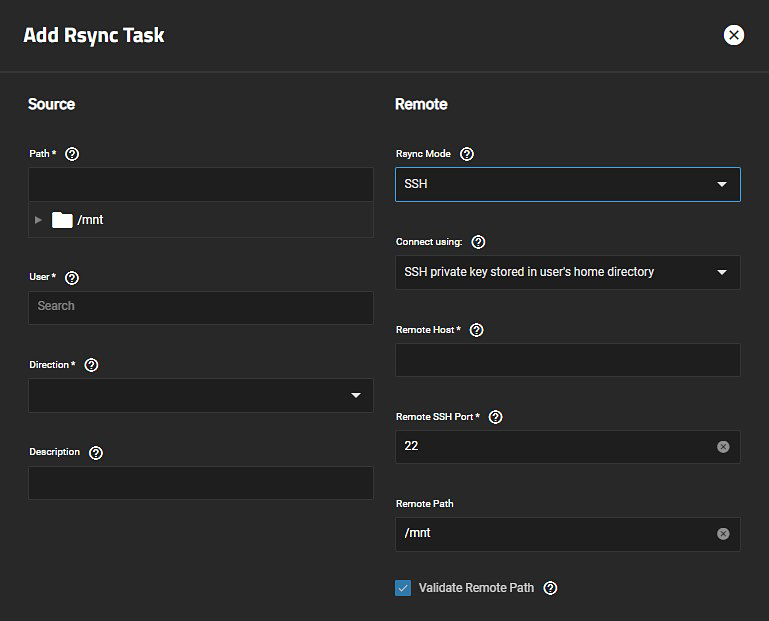 Add Rsync Task
Source
Path *
/mnt
User *
Search
Direction *
Description
Remote
Rsync Mode
SSH
Connect using:
SSH private key stored in user's home directory
Remote Host *
Remote SSH Port *
22
Remote Path
/mnt
Validate Remote Path